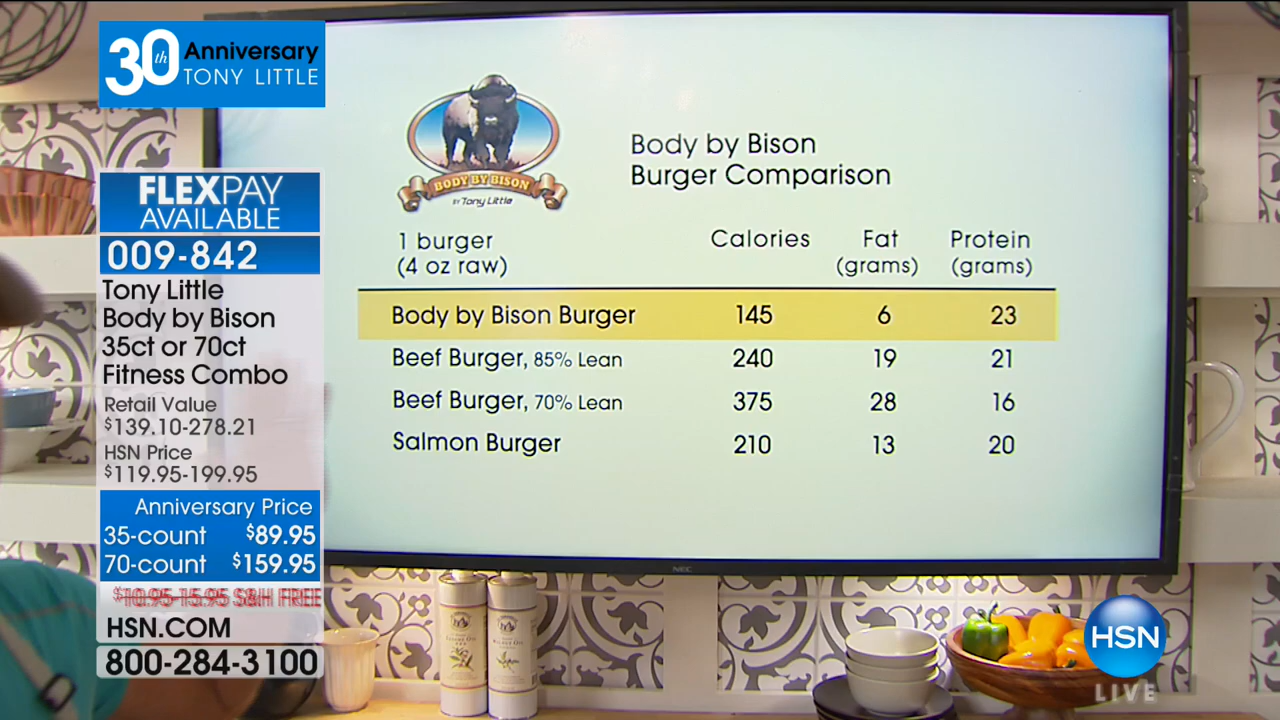 30th Anniversary
TONY LITTLE
FLEXPAY
AVAILABLE
009-842
Tony Little
Body by Bison
35ct or 70ct
Fitness Combo
Retail Value
$139.10-278.21
HSN Price
$119.95-199.95
Anniversary Price
35-count $89.95
70-count $159.95
$10.95-15.95 S&H FREE
HSN.COM
800-284-3100
BODY BY BISON
BY Tony Little
Body by Bison
Burger Comparison
1 burger
(4 oz raw)
Calories Fat (grams) Protein (grams)
Body by Bison Burger 145 6 23
Beef Burger, 85% Lean 240 19 21
Beef Burger, 70% Lean 375 28 16
Salmon Burger 210 13 20
NEC
HSN
LIVE